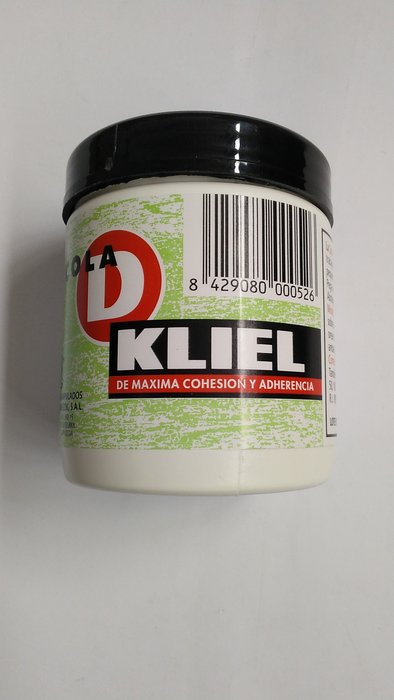 COLA
D
8 429080 000526
KLIEL
DE MAXIMA COHESION Y ADHERENCIA
S.A.L.